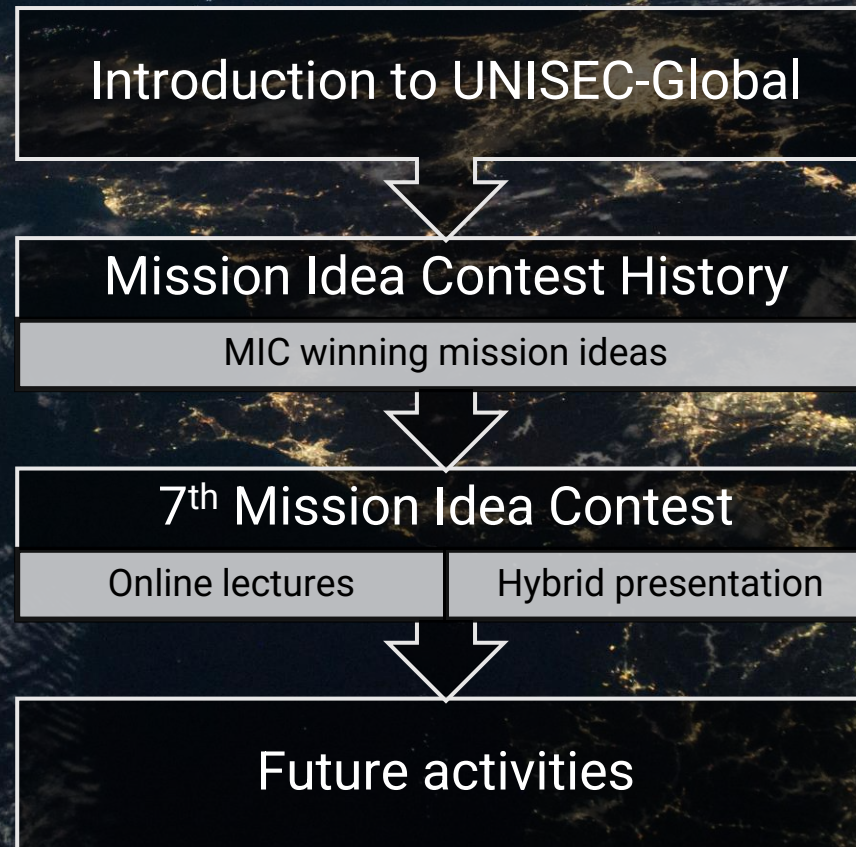 Introduction to UNISEC-Global
Mission Idea Contest History
MIC winning mission ideas
7th Mission Idea Contest
Online lectures
Hybrid presentation
Future activities